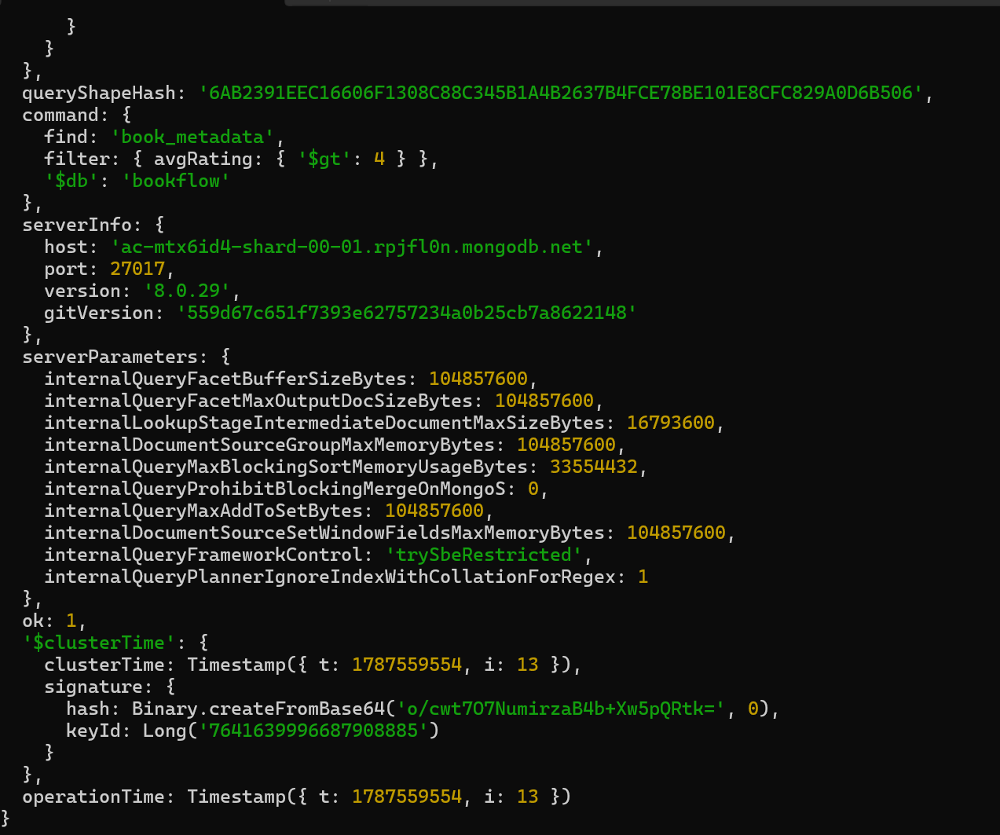 }
}
},
queryShapeHash: '6AB2391EEC16606F1308C88C345B1A4B2637B4FCE78BE101E8CFC829A0D6B506',
command: {
find: 'book_metadata',
filter: { avgRating: { '$gt': 4 } },
'$db': 'bookflow'
},
serverInfo: {
host: 'ac-mtx6id4-shard-00-01.rpjfl0n.mongodb.net',
port: 27017,
version: '8.0.29',
gitVersion: '559d67c651f7393e62757234a0b25cb7a8622148'
},
serverParameters: {
internalQueryFacetBufferSizeBytes: 104857600,
internalQueryFacetMaxOutputDocSizeBytes: 104857600,
internalLookupStageIntermediateDocumentMaxSizeBytes: 16793600,
internalDocumentSourceGroupMaxMemoryBytes: 104857600,
internalQueryMaxBlockingSortMemoryUsageBytes: 33554432,
internalQueryProhibitBlockingMergeOnMongoS: 0,
internalQueryMaxAddToSetBytes: 104857600,
internalDocumentSourceSetWindowFieldsMaxMemoryBytes: 104857600,
internalQueryFrameworkControl: 'trySbeRestricted',
internalQueryPlannerIgnoreIndexWithCollationForRegex: 1
},
ok: 1,
'$clusterTime': {
clusterTime: Timestamp({ t: 1787559554, i: 13 }),
signature: {
hash: Binary.createFromBase64('o/cwt7O7NumirzaB4b+Xw5pQRtk=', 0),
keyId: Long('7641639996687908885')
}
},
operationTime: Timestamp({ t: 1787559554, i: 13 })
}